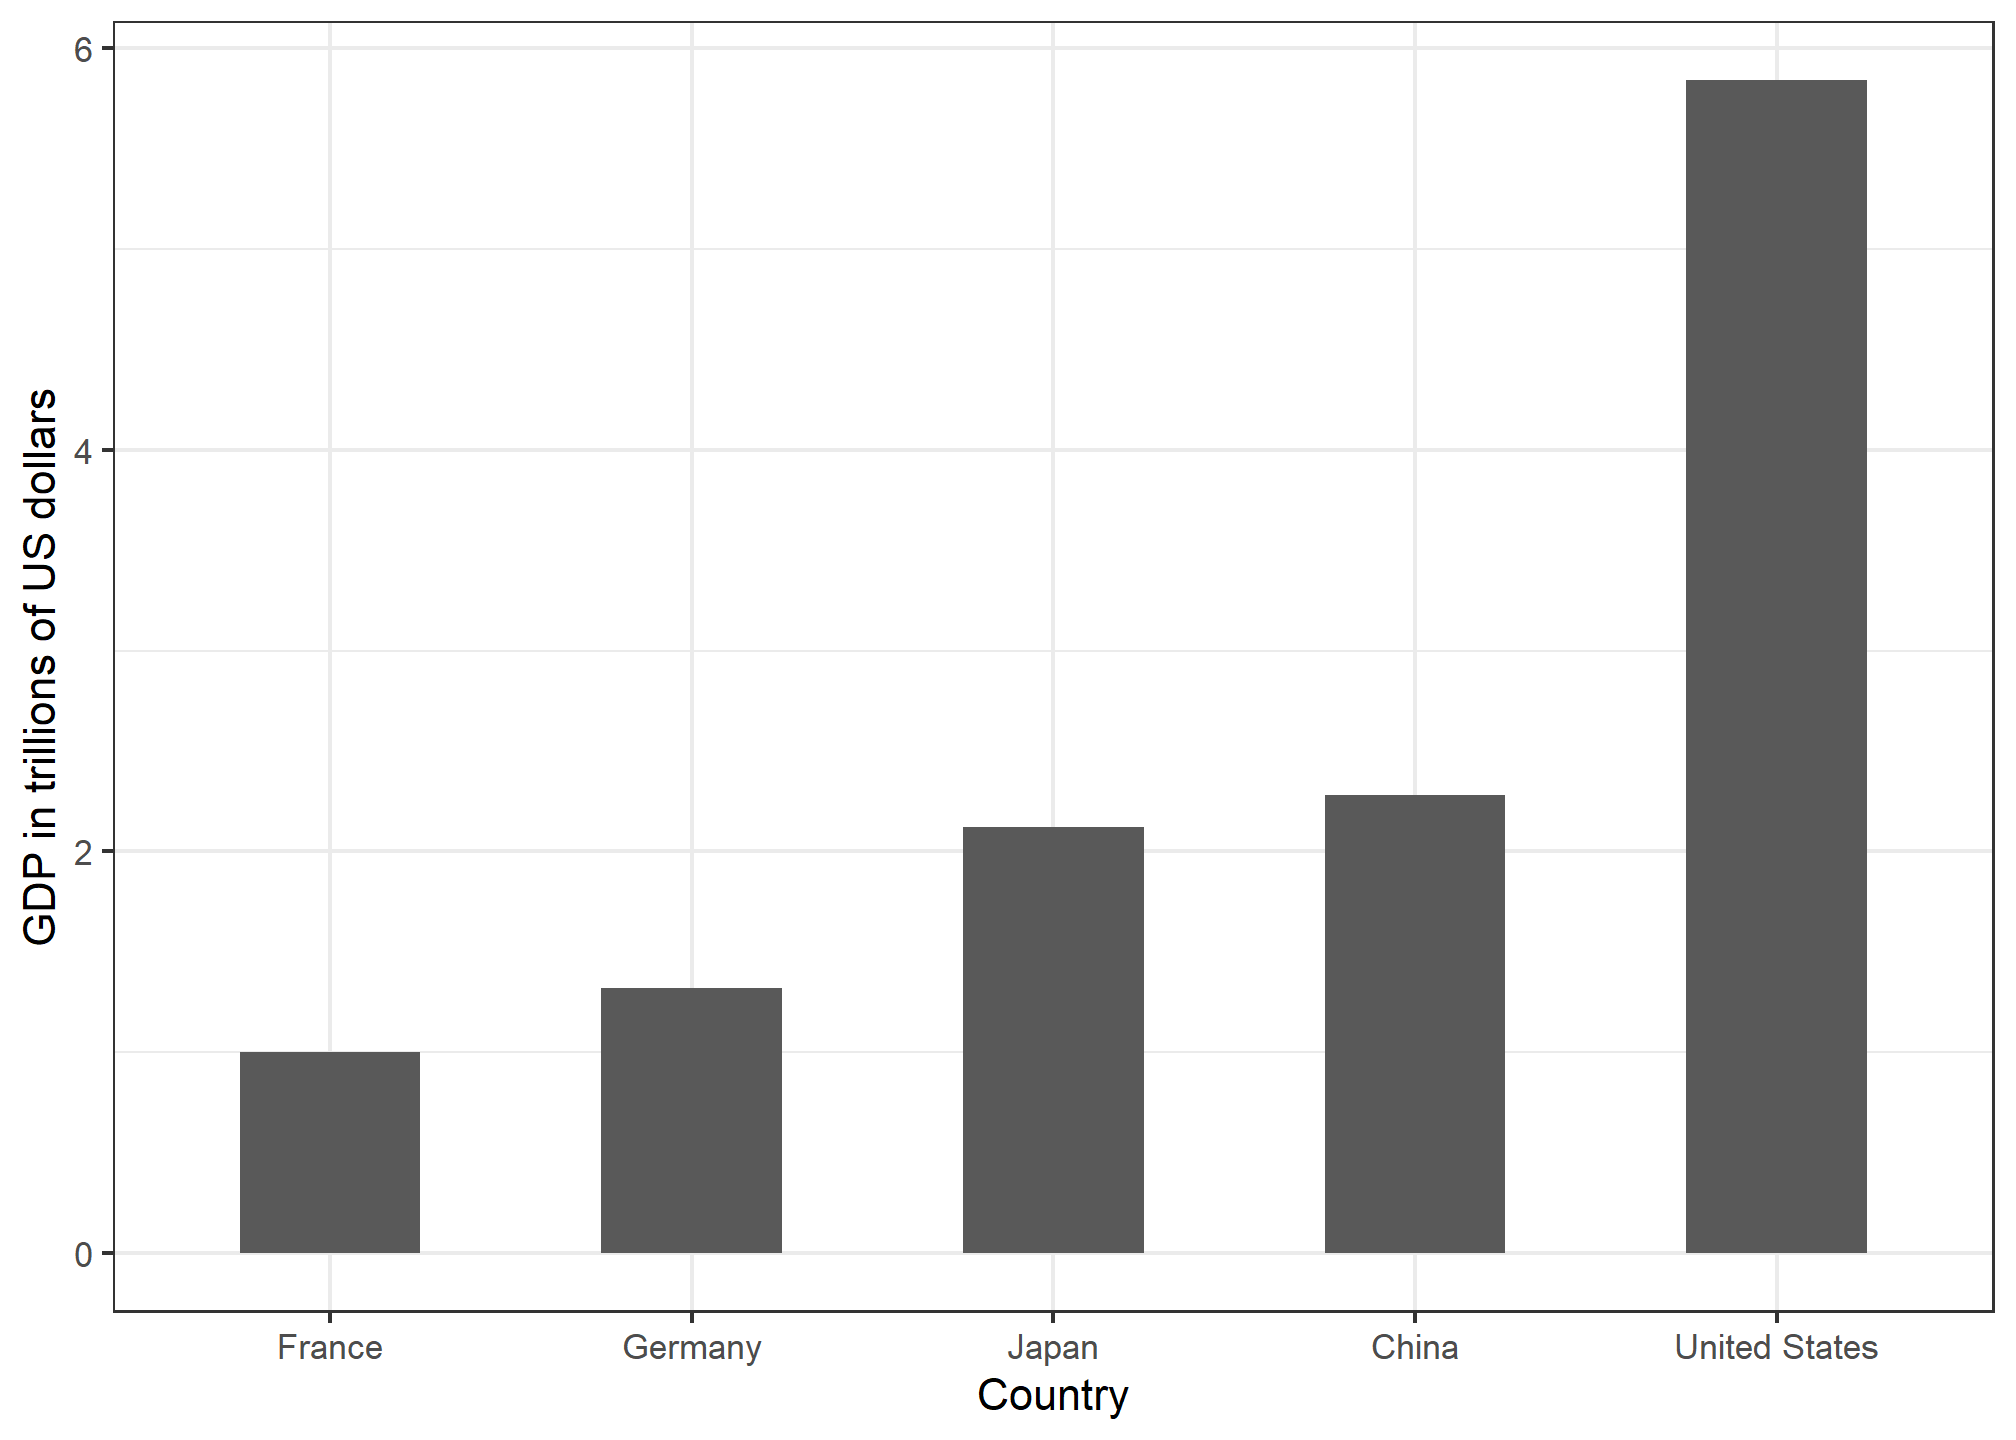 6
4
2
0
GDP in trillions of US dollars
France Germany Japan China United States
Country